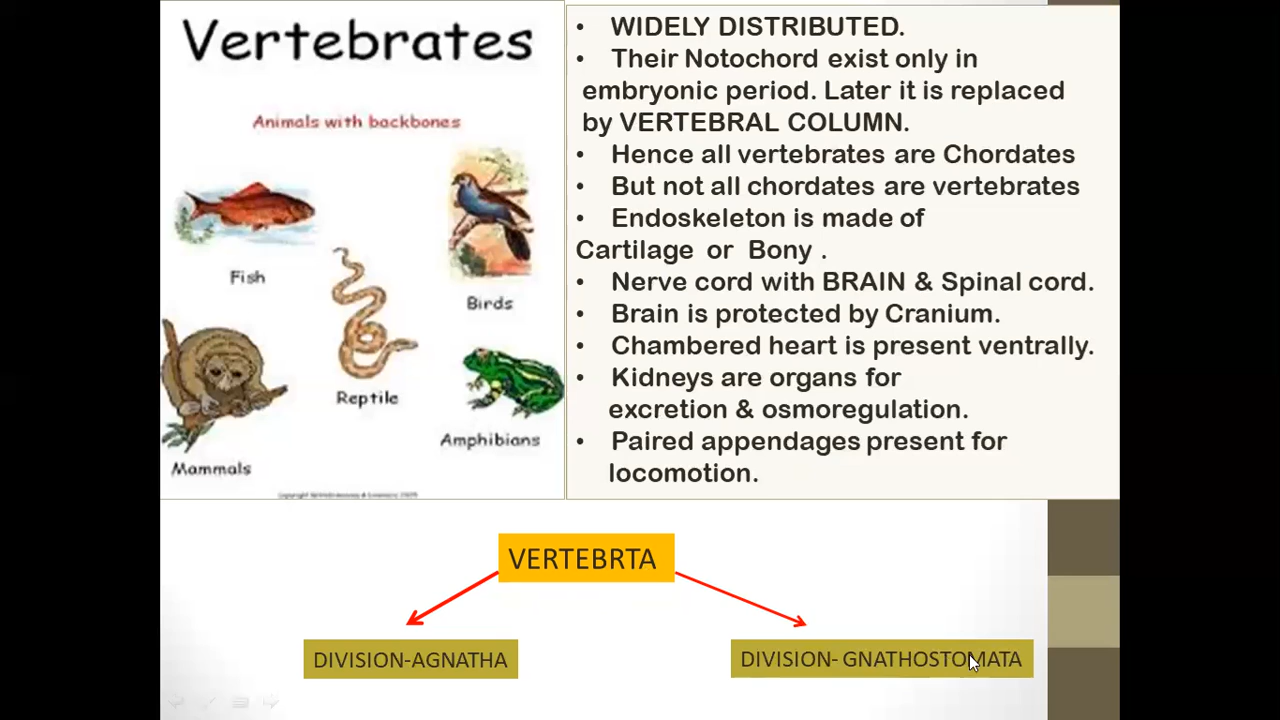 Vertebrates
Animals with backbones
Fish
Birds
Reptile
Amphibians
Mammals
• WIDELY DISTRIBUTED.
• Their Notochord exist only in
embryonic period. Later it is replaced
by VERTEBRAL COLUMN.
• Hence all vertebrates are Chordates
• But not all chordates are vertebrates
• Endoskeleton is made of
Cartilage or Bony .
• Nerve cord with BRAIN & Spinal cord.
• Brain is protected by Cranium.
• Chambered heart is present ventrally.
• Kidneys are organs for
excretion & osmoregulation.
• Paired appendages present for
locomotion.
VERTEBRTA
DIVISION-AGNATHA
DIVISION- GNATHOSTOMATA